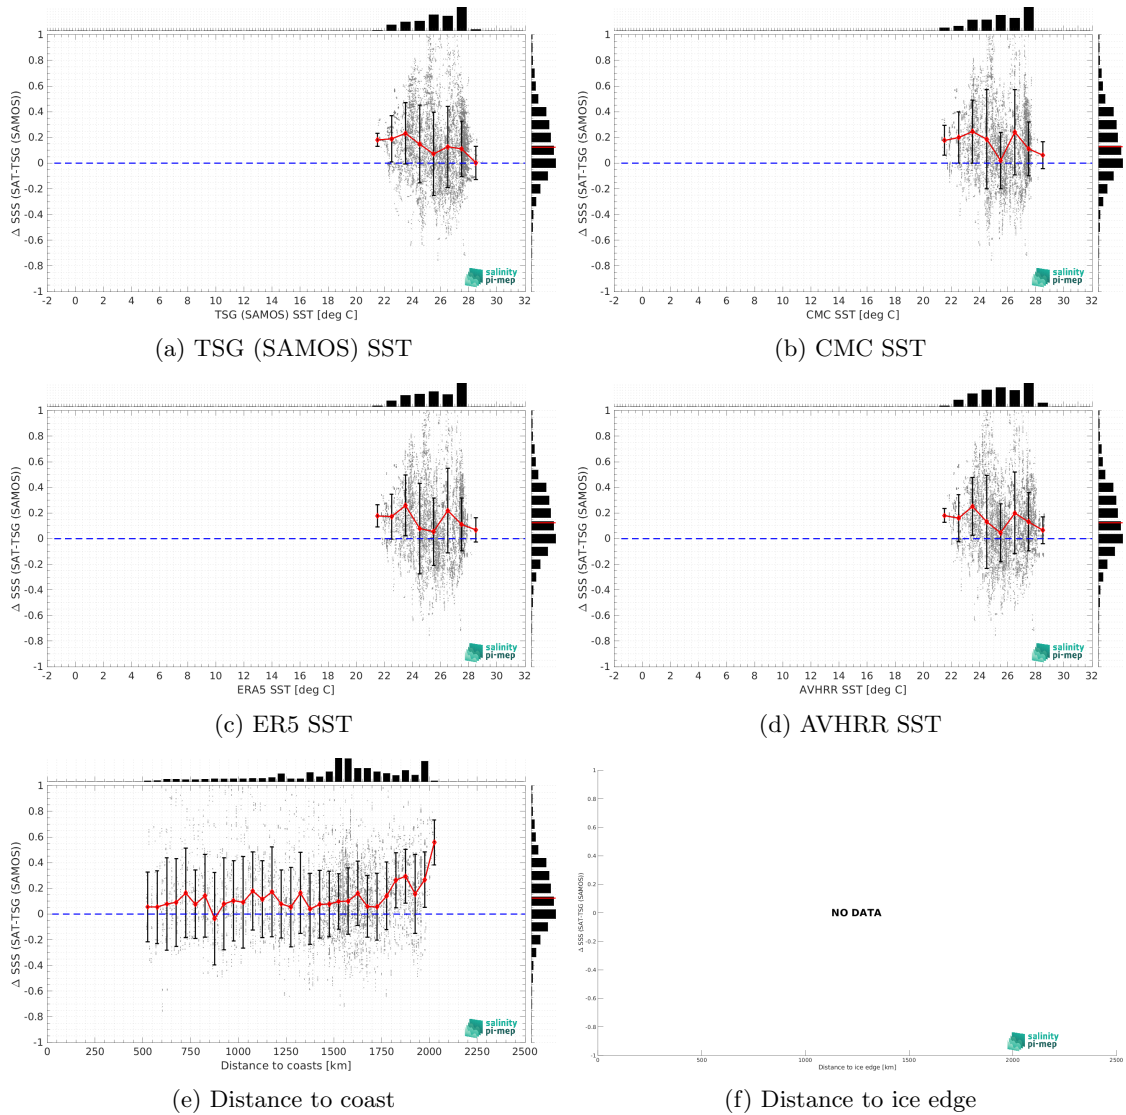 1
0.8
0.6
0.4
0.2
0
-0.2
-0.4
-0.6
-0.8
-1
Δ SSS (SAT-TSG (SAMOS))
salinity
pi-mep
-2 0 2 4 6 8 10 12 14 16 18 20 22 24 26 28 30 32
TSG (SAMOS) SST [deg C]
(a) TSG (SAMOS) SST
1
0.8
0.6
0.4
0.2
0
-0.2
-0.4
-0.6
-0.8
-1
Δ SSS (SAT-TSG (SAMOS))
salinity
pi-mep
-2 0 2 4 6 8 10 12 14 16 18 20 22 24 26 28 30 32
CMC SST [deg C]
(b) CMC SST
1
0.8
0.6
0.4
0.2
0
-0.2
-0.4
-0.6
-0.8
-1
Δ SSS (SAT-TSG (SAMOS))
salinity
pi-mep
-2 0 2 4 6 8 10 12 14 16 18 20 22 24 26 28 30 32
ERA5 SST [deg C]
(c) ER5 SST
1
0.8
0.6
0.4
0.2
0
-0.2
-0.4
-0.6
-0.8
-1
Δ SSS (SAT-TSG (SAMOS))
salinity
pi-mep
-2 0 2 4 6 8 10 12 14 16 18 20 22 24 26 28 30 32
AVHRR SST [deg C]
(d) AVHRR SST
1
0.8
0.6
0.4
0.2
0
-0.2
-0.4
-0.6
-0.8
-1
Δ SSS (SAT-TSG (SAMOS))
salinity
pi-mep
0 250 500 750 1000 1250 1500 1750 2000 2250 2500
Distance to coasts [km]
(e) Distance to coast
1
0.8
0.6
0.4
0.2
0
-0.2
-0.4
-0.6
-0.8
-1
Δ SSS (SAT-TSG (SAMOS))
NO DATA
salinity
pi-mep
0 500 1000 1500 2000 2500
Distance to ice edge [km]
(f) Distance to ice edge